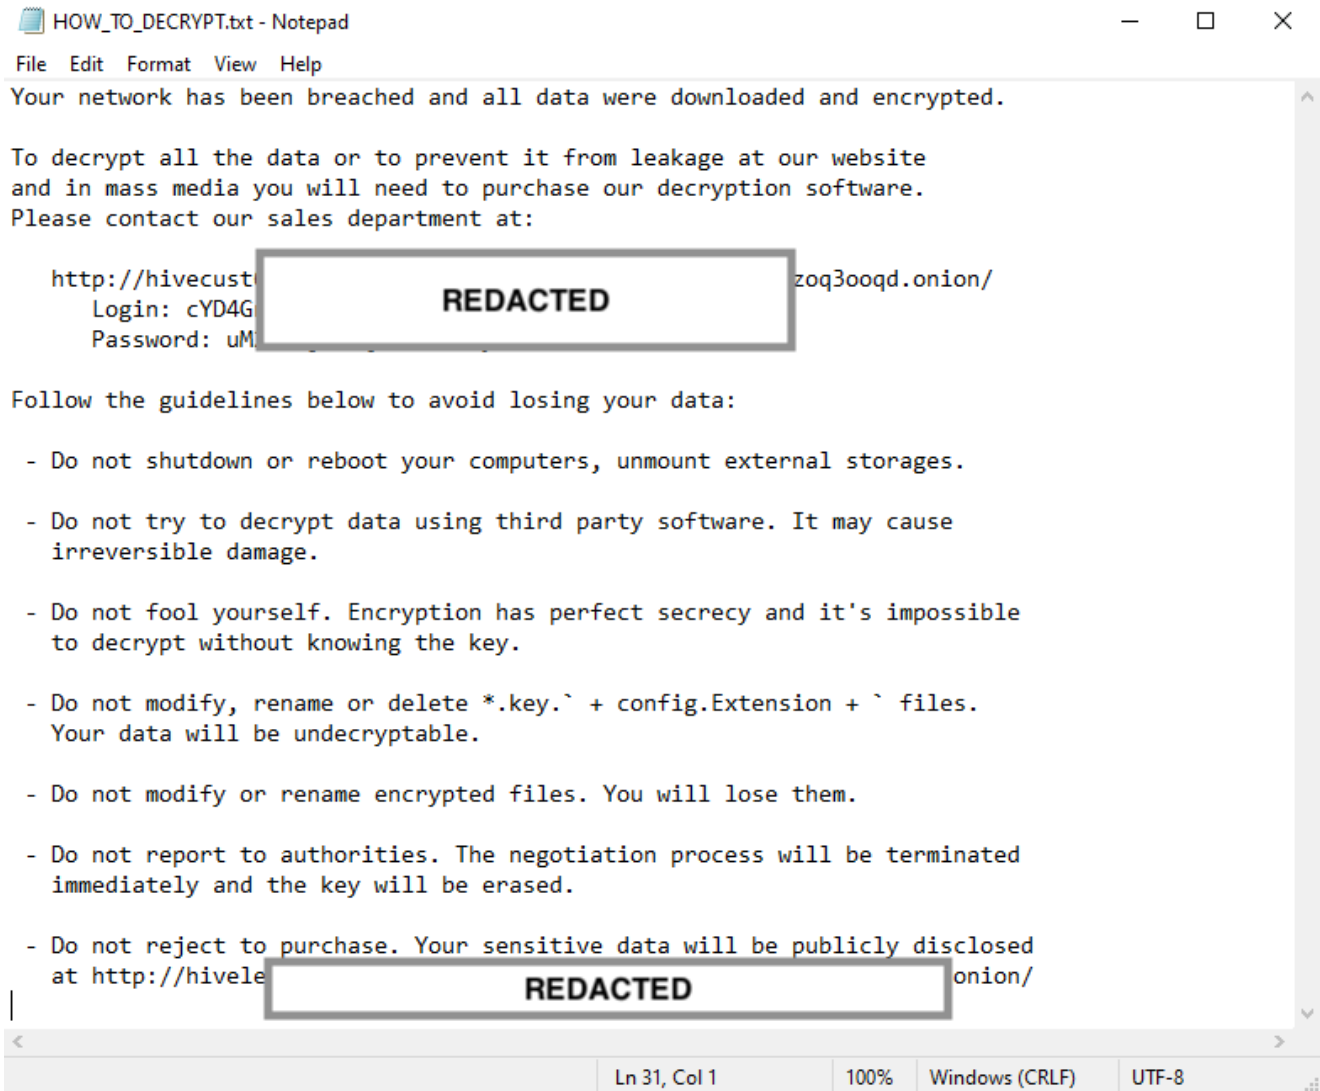 HOW_TO_DECRYPT.txt - Notepad
File Edit Format View Help
Your network has been breached and all data were downloaded and encrypted.
To decrypt all the data or to prevent it from leakage at our website
and in mass media you will need to purchase our decryption software.
Please contact our sales department at:
http://hivecust REDACTED zoq3ooqd.onion/
Login: cYD4G
Password: uM
Follow the guidelines below to avoid losing your data:
- Do not shutdown or reboot your computers, unmount external storages.
- Do not try to decrypt data using third party software. It may cause
irreversible damage.
- Do not fool yourself. Encryption has perfect secrecy and it's impossible
to decrypt without knowing the key.
- Do not modify, rename or delete *.key.` + config.Extension + ` files.
Your data will be undecryptable.
- Do not modify or rename encrypted files. You will lose them.
- Do not report to authorities. The negotiation process will be terminated
immediately and the key will be erased.
- Do not reject to purchase. Your sensitive data will be publicly disclosed
at http://hivele REDACTED onion/
Ln 31, Col 1 100% Windows (CRLF) UTF-8